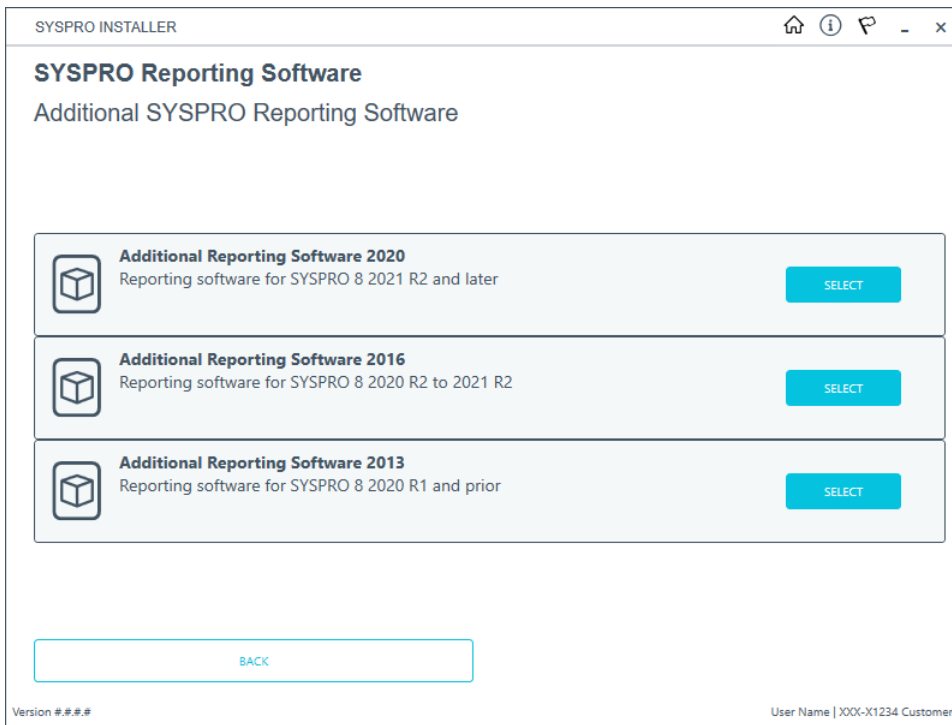 SYSPRO INSTALLER
SYSPRO Reporting Software
Additional SYSPRO Reporting Software
Additional Reporting Software 2020
Reporting software for SYSPRO 8 2021 R2 and later
SELECT
Additional Reporting Software 2016
Reporting software for SYSPRO 8 2020 R2 to 2021 R2
SELECT
Additional Reporting Software 2013
Reporting software for SYSPRO 8 2020 R1 and prior
SELECT
BACK
Version #.#.#.#
User Name | XXX-X1234 Customer